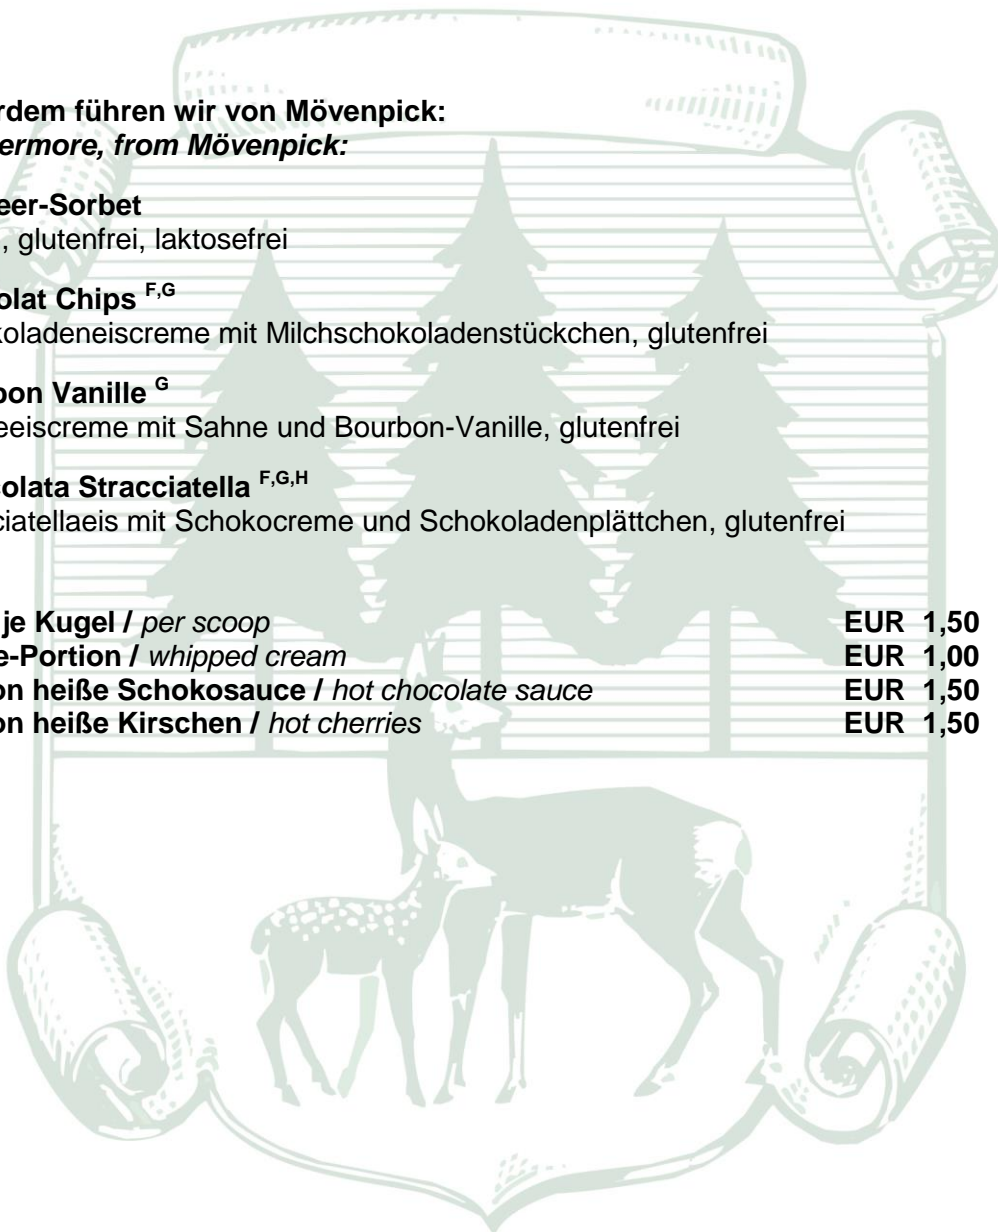 rdem führen wir von Mövenpick:
ermore, from Mövenpick:
eer-Sorbet
, glutenfrei, laktosefrei
olat Chips F,G
koladeneiscreme mit Milchschokoladenstückchen, glutenfrei
bon Vanille G
eeiscreme mit Sahne und Bourbon-Vanille, glutenfrei
olata Stracciatella F,G,H
ciatellaeis mit Schokocreme und Schokoladenplättchen, glutenfrei
je Kugel / per scoop EUR 1,50
e-Portion / whipped cream EUR 1,00
on heiße Schokosauce / hot chocolate sauce EUR 1,50
on heiße Kirschen / hot cherries EUR 1,50